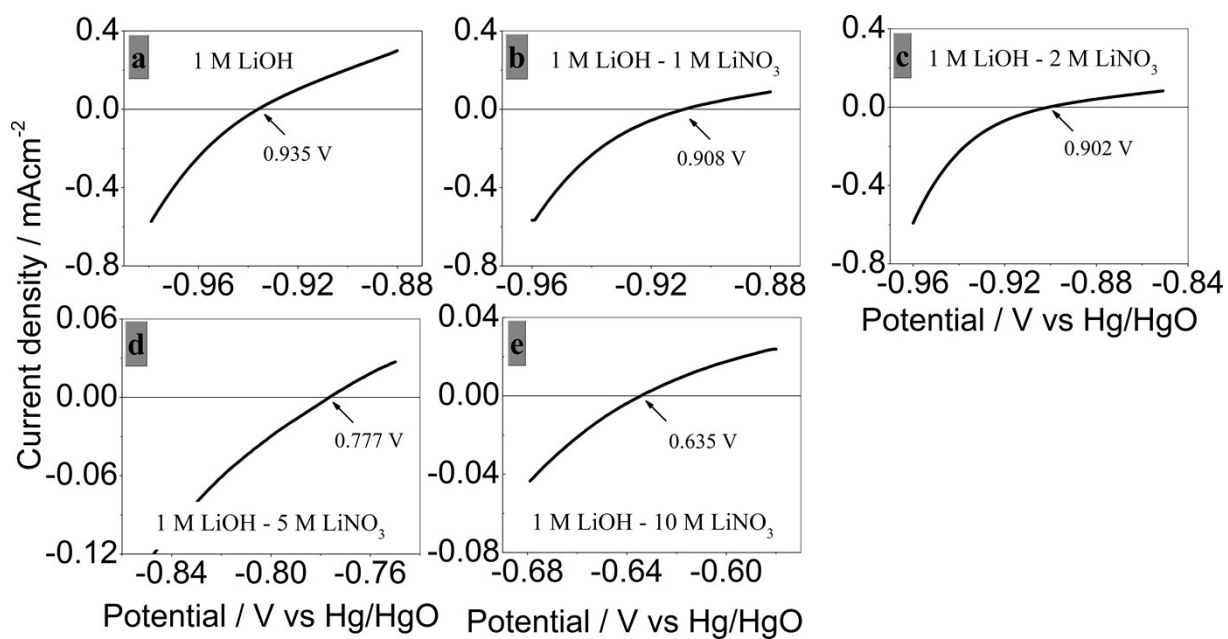 Current density / mAcm⁻²
a
1 M LiOH
0.4
0.0
-0.4
-0.8
0.935 V
-0.96
-0.92
-0.88
b
1 M LiOH - 1 M LiNO₃
0.4
0.0
-0.4
-0.8
0.908 V
-0.96
-0.92
-0.88
c
1 M LiOH - 2 M LiNO₃
0.4
0.0
-0.4
-0.8
0.902 V
-0.96
-0.92
-0.88
-0.84
Potential / V vs Hg/HgO
d
0.06
0.00
-0.06
-0.12
0.777 V
1 M LiOH - 5 M LiNO₃
-0.84
-0.80
-0.76
Potential / V vs Hg/HgO
e
0.04
0.00
-0.04
-0.08
0.635 V
1 M LiOH - 10 M LiNO₃
-0.68
-0.64
-0.60
Potential / V vs Hg/HgO